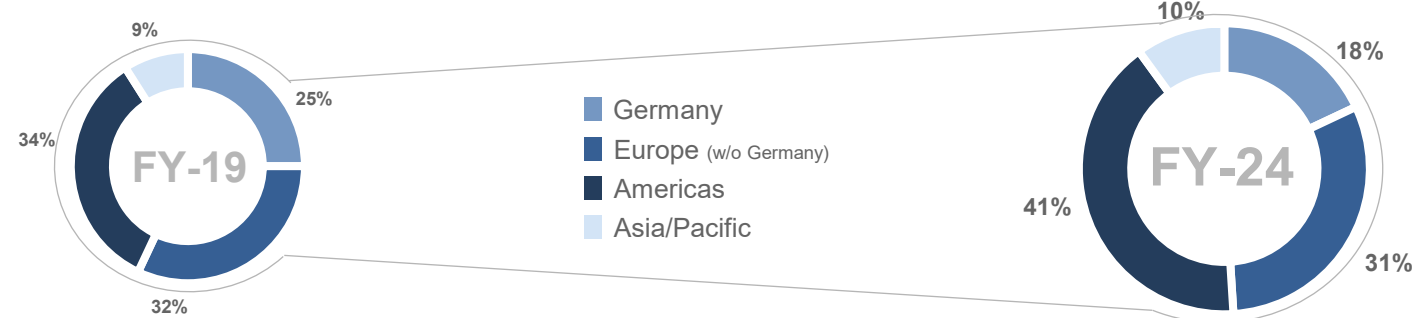 9%
25%
34%
FY-19
32%
Germany
Europe (w/o Germany)
Americas
Asia/Pacific
10%
18%
FY-24
41%
31%